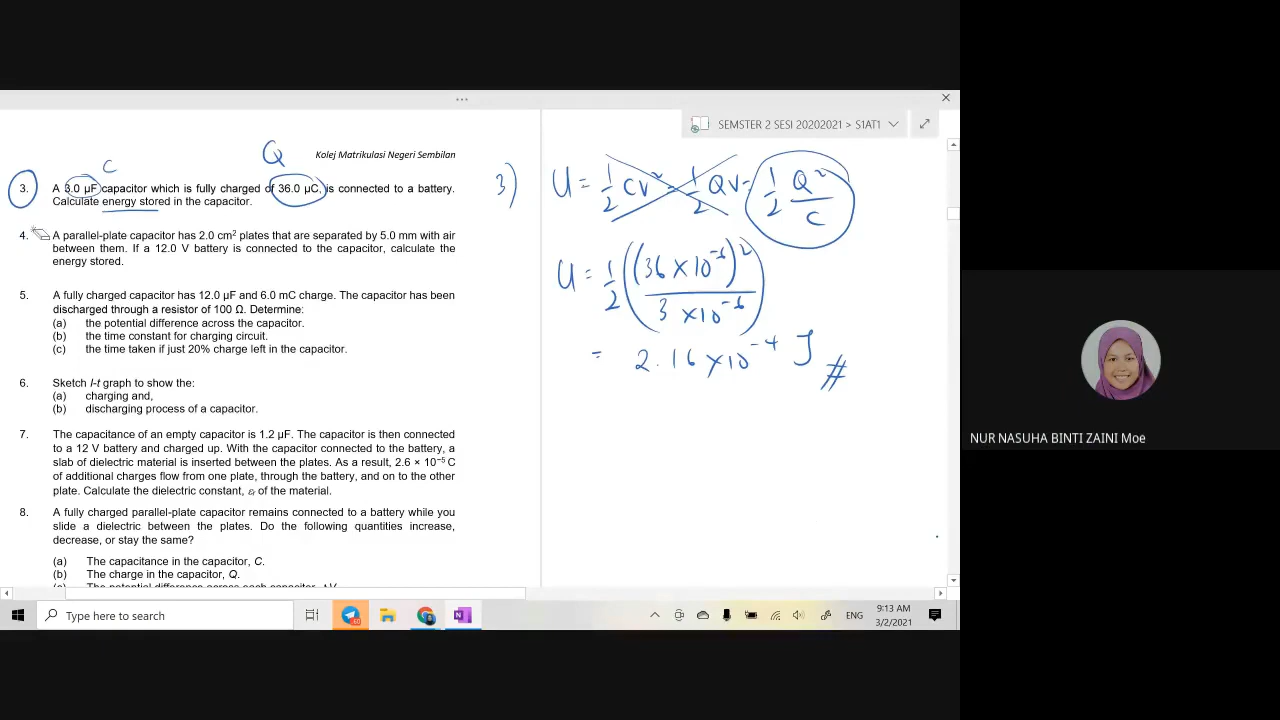 SEMSTER 2 SESI 20202021 > S1AT1
Kolej Matrikulasi Negeri Sembilan
Q
C
3. A 3.0 µF capacitor which is fully charged of 36.0 µC, is connected to a battery.
Calculate energy stored in the capacitor.
4. A parallel-plate capacitor has 2.0 cm² plates that are separated by 5.0 mm with air
between them. If a 12.0 V battery is connected to the capacitor, calculate the
energy stored.
5. A fully charged capacitor has 12.0 µF and 6.0 mC charge. The capacitor has been
discharged through a resistor of 100 Ω. Determine:
(a) the potential difference across the capacitor.
(b) the time constant for charging circuit.
(c) the time taken if just 20% charge left in the capacitor.
6. Sketch I-t graph to show the:
(a) charging and,
(b) discharging process of a capacitor.
7. The capacitance of an empty capacitor is 1.2 µF. The capacitor is then connected
to a 12 V battery and charged up. With the capacitor connected to the battery, a
slab of dielectric material is inserted between the plates. As a result, 2.6 × 10⁻⁵ C
of additional charges flow from one plate, through the battery, and on to the other
plate. Calculate the dielectric constant, εr of the material.
8. A fully charged parallel-plate capacitor remains connected to a battery while you
slide a dielectric between the plates. Do the following quantities increase,
decrease, or stay the same?
(a) The capacitance in the capacitor, C.
(b) The charge in the capacitor, Q.
3) U = 1/2 CV² = 1/2 QV = 1/2 Q²/C
U = 1/2 ((36 × 10⁻⁶)² / 3 × 10⁻⁶)
= 2.16 × 10⁻⁴ J #
NUR NASUHA BINTI ZAINI Moe
Type here to search
ENG
9:13 AM
3/2/2021